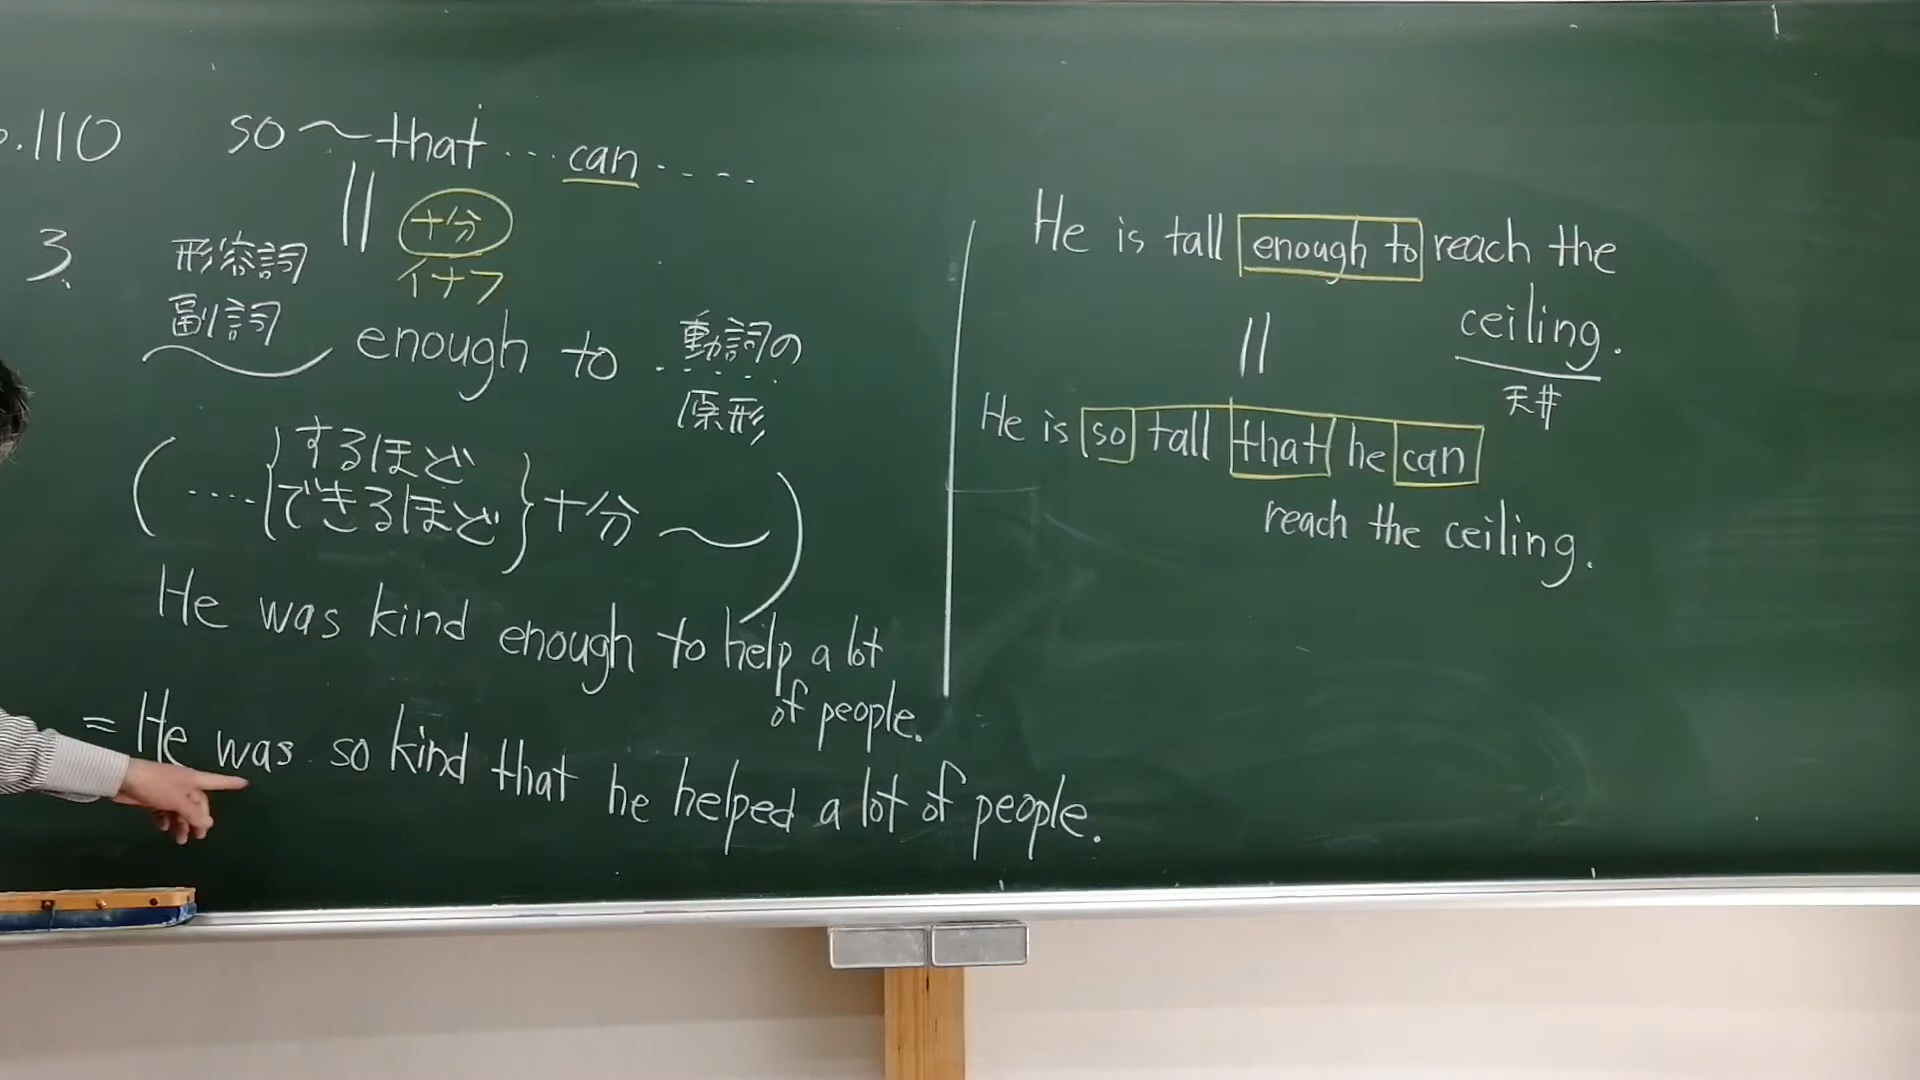 .110 so 〜 that ... can ....
|| 十分
3. 形容詞 イナフ
副詞 enough to 動詞の
原形
するほど
( .... できるほど } 十分 〜 )
He was kind enough to help a lot
of people.
= He was so kind that he helped a lot of people.
He is tall enough to reach the
ceiling.
|| 天井
He is so tall that he can
reach the ceiling.